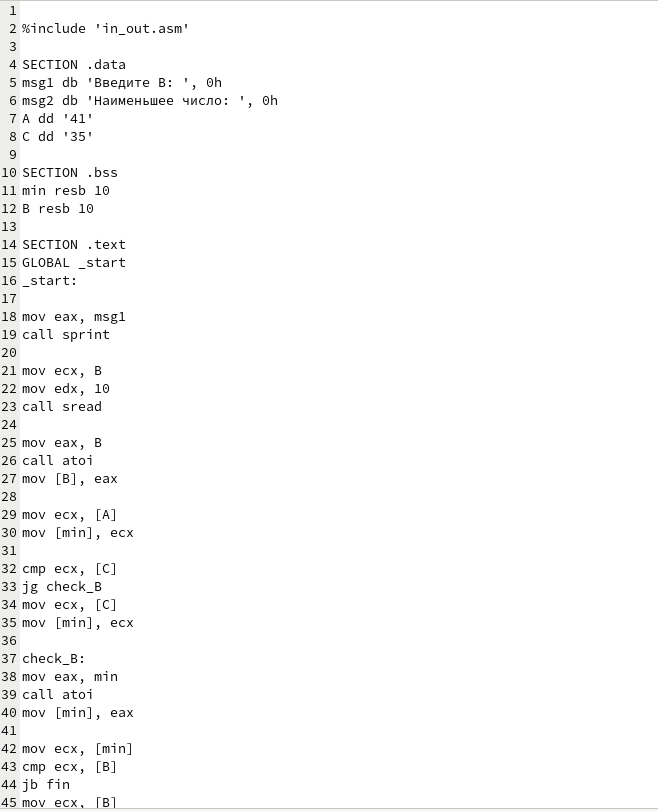 1
2 %include 'in_out.asm'
3
4 SECTION .data
5 msg1 db 'Введите B: ', 0h
6 msg2 db 'Наименьшее число: ', 0h
7 A dd '41'
8 C dd '35'
9
10 SECTION .bss
11 min resb 10
12 B resb 10
13
14 SECTION .text
15 GLOBAL _start
16 _start:
17
18 mov eax, msg1
19 call sprint
20
21 mov ecx, B
22 mov edx, 10
23 call sread
24
25 mov eax, B
26 call atoi
27 mov [B], eax
28
29 mov ecx, [A]
30 mov [min], ecx
31
32 cmp ecx, [C]
33 jg check_B
34 mov ecx, [C]
35 mov [min], ecx
36
37 check_B:
38 mov eax, min
39 call atoi
40 mov [min], eax
41
42 mov ecx, [min]
43 cmp ecx, [B]
44 jb fin
45 mov ecx, [B]